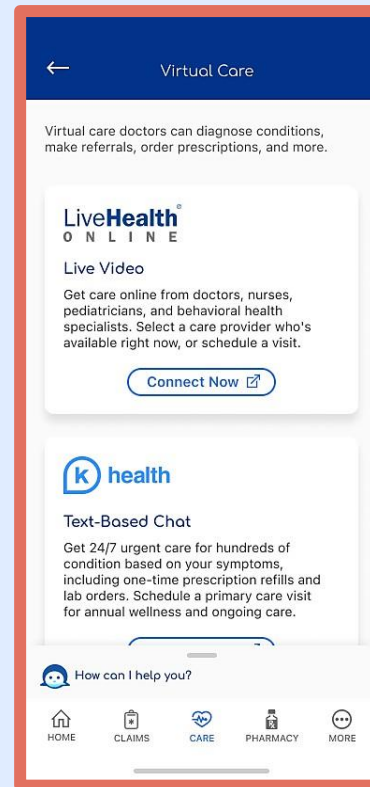 Virtual Care
Virtual care doctors can diagnose conditions,
make referrals, order prescriptions, and more.
LiveHealth®
ONLINE
Live Video
Get care online from doctors, nurses,
pediatricians, and behavioral health
specialists. Select a care provider who's
available right now, or schedule a visit.
Connect Now
k health
Text-Based Chat
Get 24/7 urgent care for hundreds of
condition based on your symptoms,
including one-time prescription refills and
lab orders. Schedule a primary care visit
for annual wellness and ongoing care.
How can I help you?
HOME CLAIMS CARE PHARMACY MORE